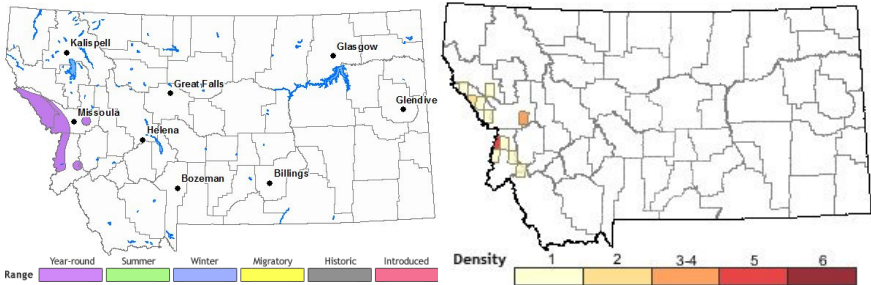 Kalispell
Glasgow
Great Falls
Glendive
Missoula
Helena
Bozeman
Billings
Range Year-round Summer Winter Migratory Historic Introduced
Density 1 2 3-4 5 6